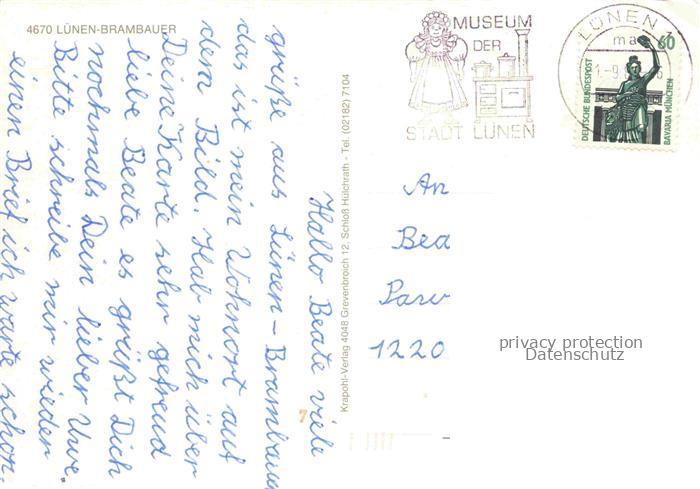 4670 LÜNEN-BRAMBAUER
Hallo Beate viele
grüße aus Lünen-Brambauer
das ist mein Wohnort auf
dem Bild. Hab mich über
Deine Karte sehr gefreud
liebe Beate es grüßt Dich
nochmals Dein lieber Uwe.
Bitte schreibe mir wieder
einen Brief ich warte schon.
Krapohl-Verlag 4048 Grevenbroich 12, Schloß Hülchrath - Tel. (02182) 7104
MUSEUM
DER
STADT LÜNEN
LÜNEN
60
DEUTSCHE BUNDESPOST
BAVARIA MÜNCHEN
An
Bea
1220
privacy protection
Datenschutz
7